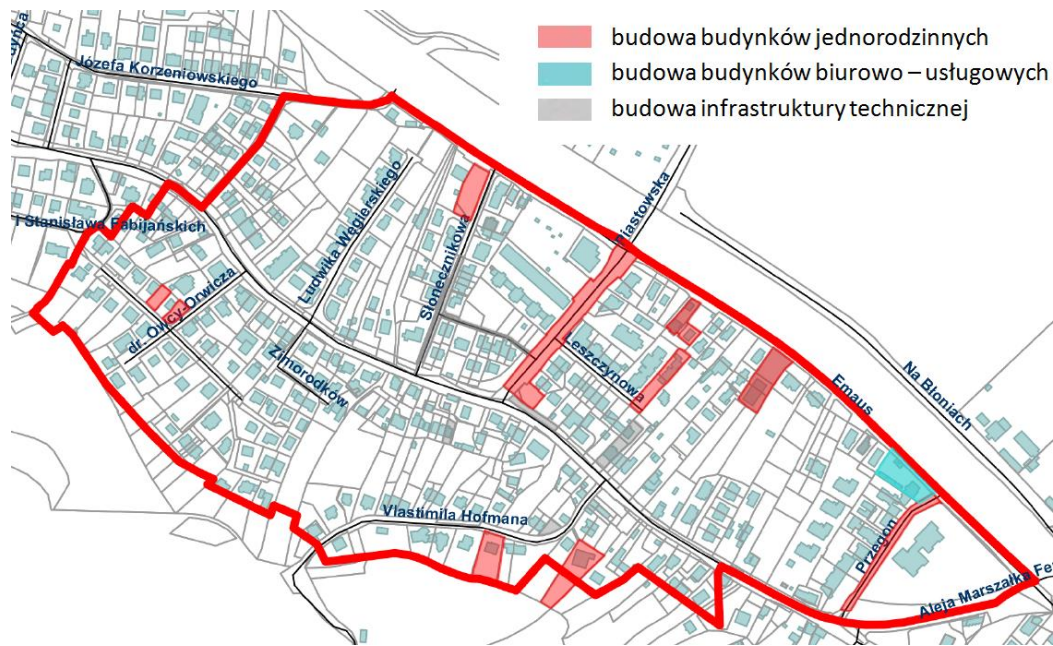 budowa budynków jednorodzinnych
budowa budynków biurowo – usługowych
budowa infrastruktury technicznej
Józefa Korzeniowskiego
i Stanisława Fabijańskich
dr. Owcy-Orwicza
Ludwika Węgierskiego
Zimorodków
Słonecznikowa
Piastowska
Leszczynowa
Emaus
Na Błoniach
Vlastimila Hofmana
Przegon
Aleja Marszałka Fe